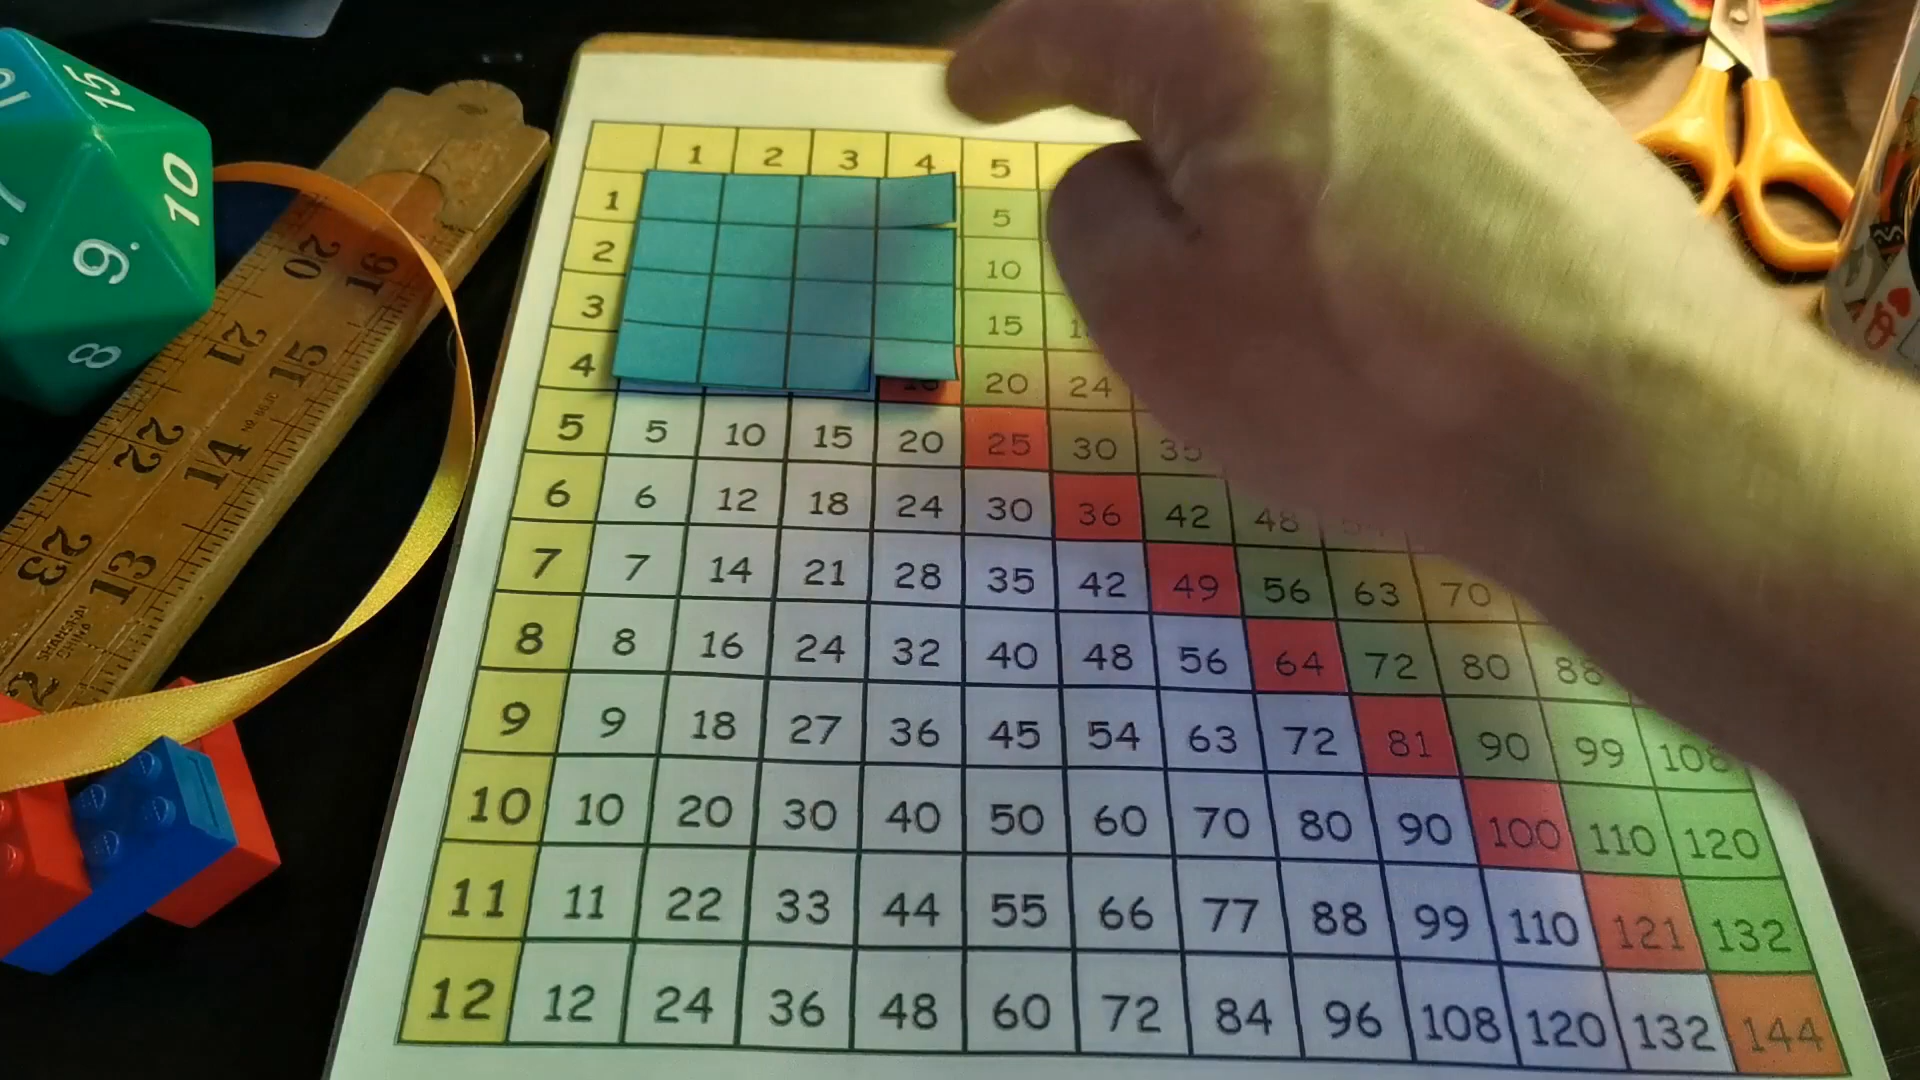 1 2 3 4 5
1 5
2 10
3 15
4 20 24
5 5 10 15 20 25 30 35
6 6 12 18 24 30 36 42 48
7 7 14 21 28 35 42 49 56 63 70
8 8 16 24 32 40 48 56 64 72 80 88
9 9 18 27 36 45 54 63 72 81 90 99 108
10 10 20 30 40 50 60 70 80 90 100 110 120
11 11 22 33 44 55 66 77 88 99 110 121 132
12 12 24 36 48 60 72 84 96 108 120 132 144
15
10
9.
8
20 16
21 15
22 14
23 13